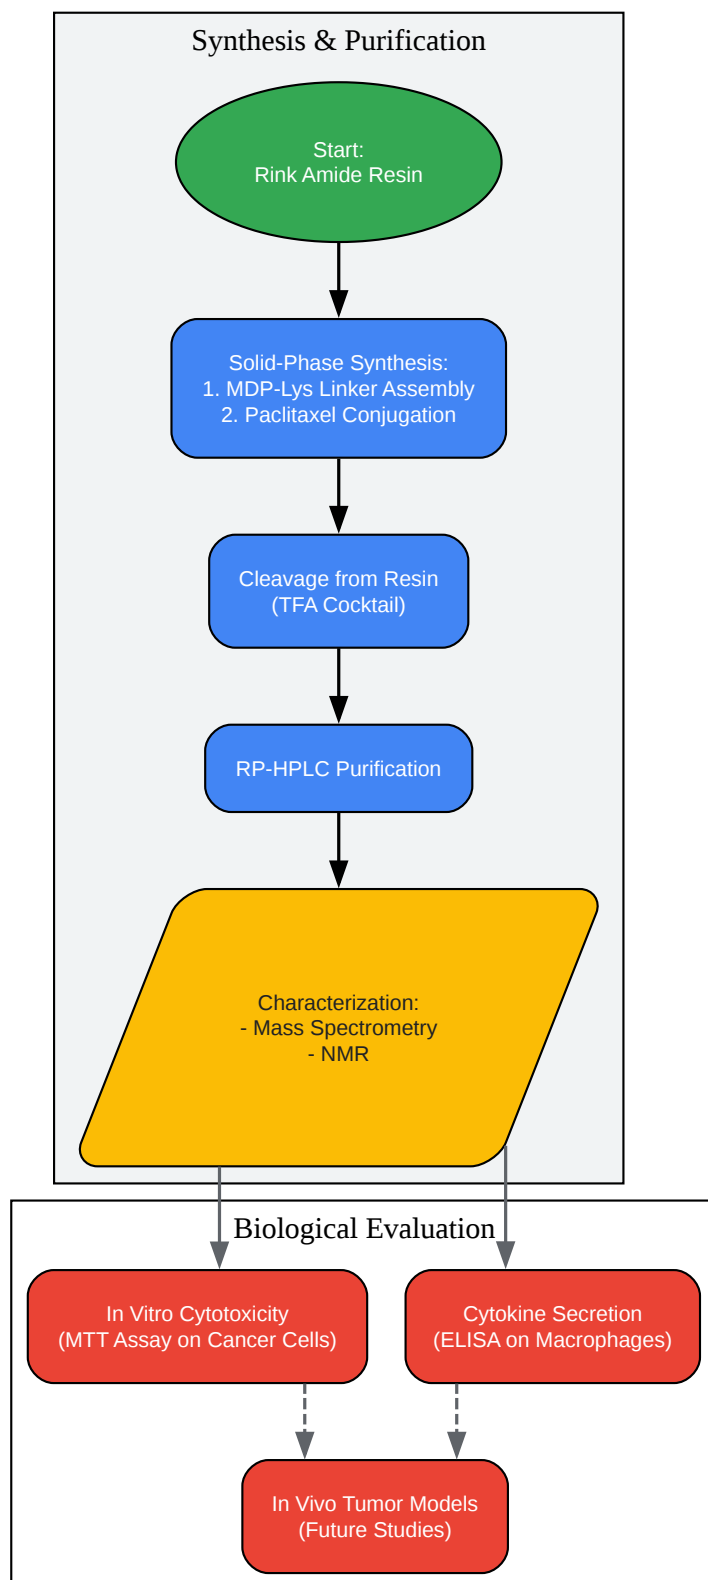 Synthesis & Purification
Start:
Rink Amide Resin
Solid-Phase Synthesis:
1. MDP-Lys Linker Assembly
2. Paclitaxel Conjugation
Cleavage from Resin
(TFA Cocktail)
RP-HPLC Purification
Characterization:
- Mass Spectrometry
- NMR
Biological Evaluation
In Vitro Cytotoxicity
(MTT Assay on Cancer Cells)
Cytokine Secretion
(ELISA on Macrophages)
In Vivo Tumor Models
(Future Studies)